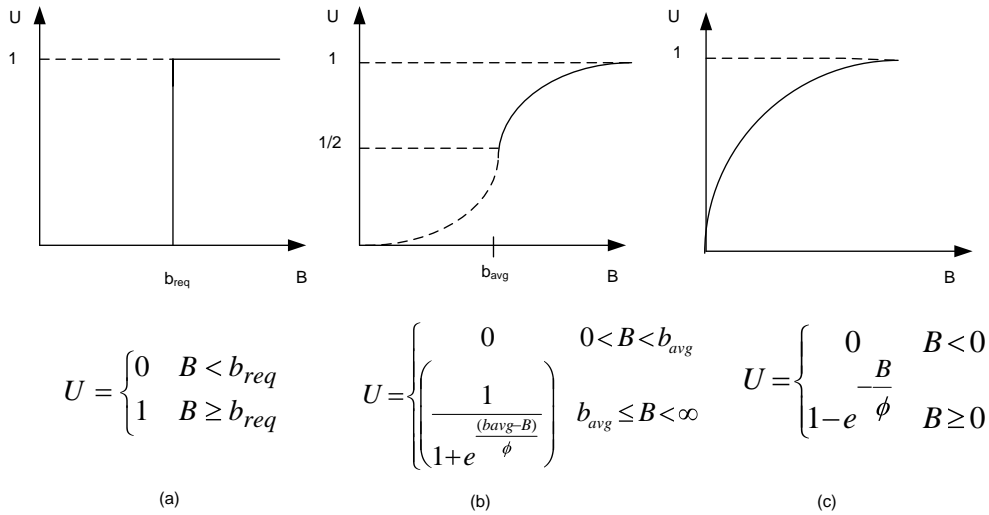 U
1
b_req
B
U
1
1/2
b_avg
B
U
1
B
U = { 0 B < b_req
1 B ≥ b_req
U = { 0 0 < B < b_avg
( 1 / (1 + e^((bavg−B)/ϕ)) ) b_avg ≤ B < ∞
U = { 0 B < 0
1 − e^(−B/ϕ) B ≥ 0
(a)
(b)
(c)